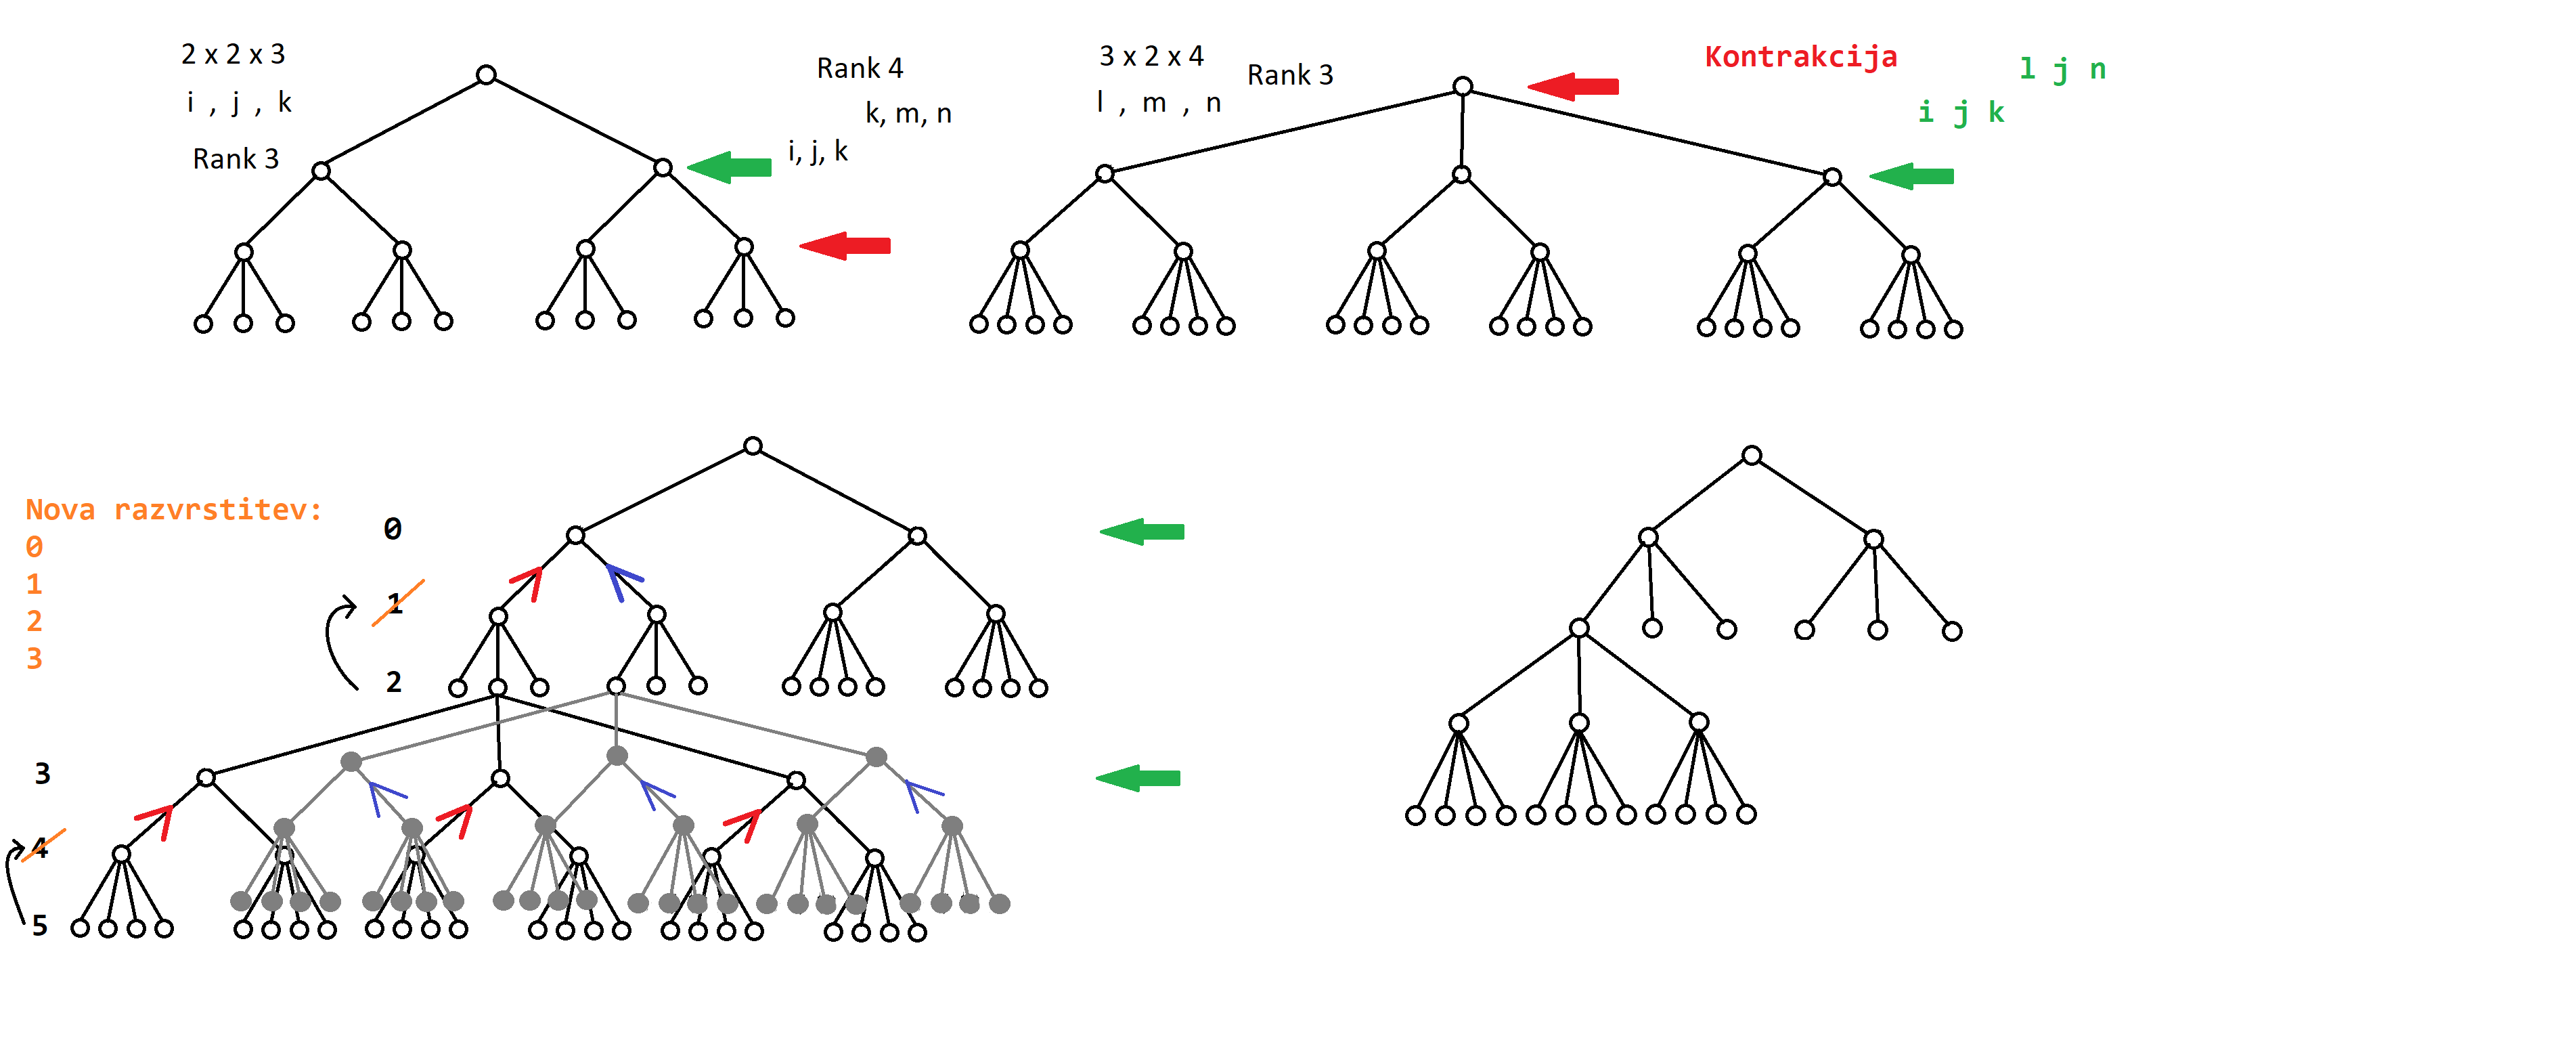 2 x 2 x 3
i , j , k
Rank 3
Rank 4
k, m, n
i, j, k
3 x 2 x 4
l , m , n
Rank 3
Kontrakcija
l j n
i j k
Nova razvrstitev:
0
1
2
3
0
1
2
3
4
5